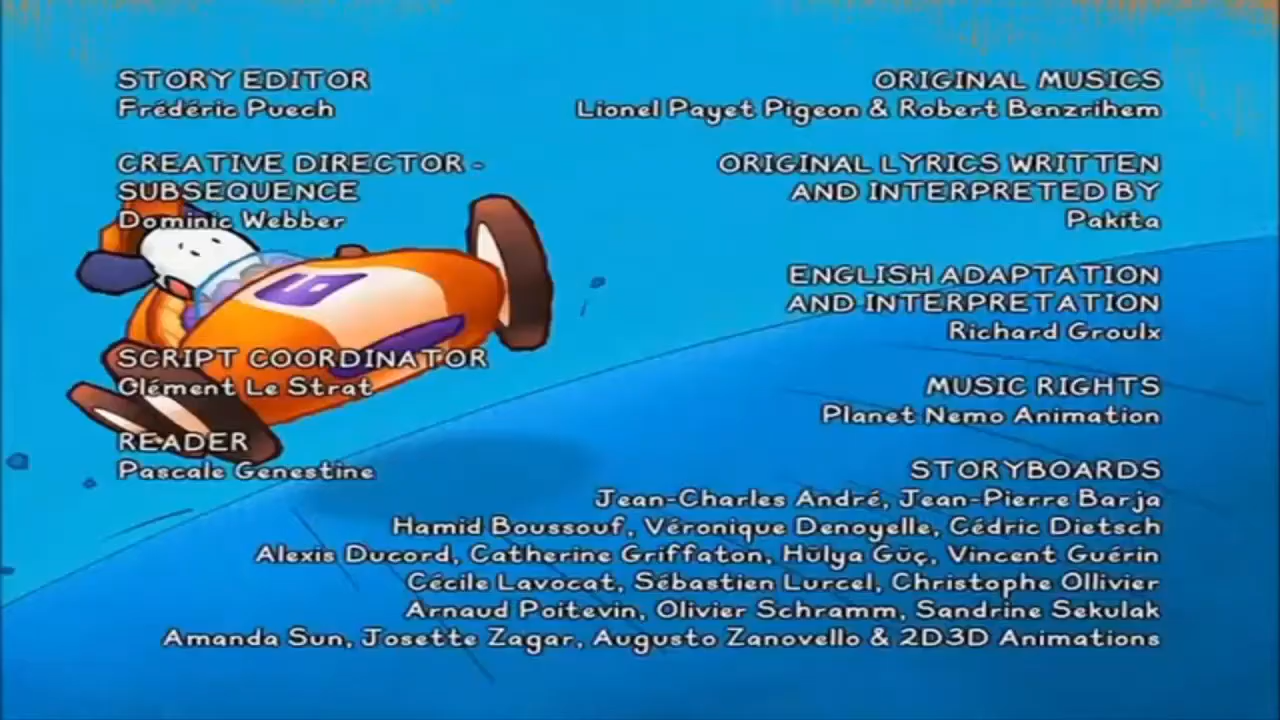 STORY EDITOR
Frédéric Puech
CREATIVE DIRECTOR -
SUBSEQUENCE
Dominic Webber
SCRIPT COORDINATOR
Clément Le Strat
READER
Pascale Genestine
ORIGINAL MUSICS
Lionel Payet Pigeon & Robert Benzrihem
ORIGINAL LYRICS WRITTEN
AND INTERPRETED BY
Pakita
ENGLISH ADAPTATION
AND INTERPRETATION
Richard Groulx
MUSIC RIGHTS
Planet Nemo Animation
STORYBOARDS
Jean-Charles André, Jean-Pierre Barja
Hamid Boussouf, Véronique Denoyelle, Cédric Dietsch
Alexis Ducord, Catherine Griffaton, Hülya Güç, Vincent Guérin
Cécile Lavocat, Sébastien Lurcel, Christophe Ollivier
Arnaud Poitevin, Olivier Schramm, Sandrine Sekulak
Amanda Sun, Josette Zagar, Augusto Zanovello & 2D3D Animations